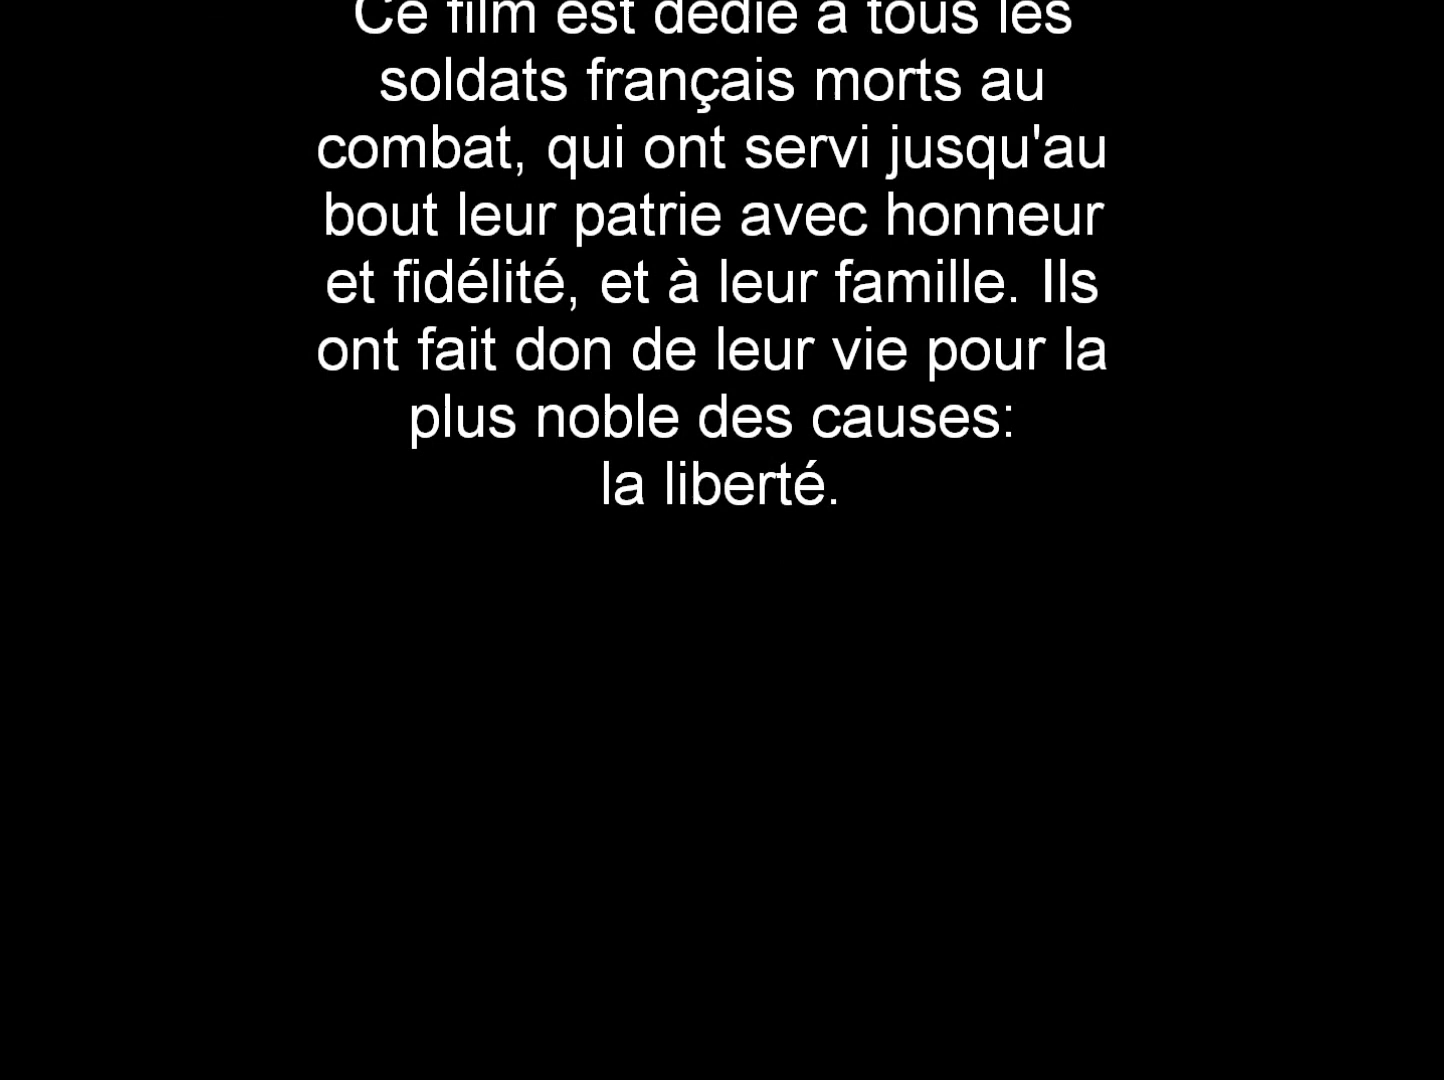 Ce film est dédié à tous les
soldats français morts au
combat, qui ont servi jusqu'au
bout leur patrie avec honneur
et fidélité, et à leur famille. Ils
ont fait don de leur vie pour la
plus noble des causes:
la liberté.